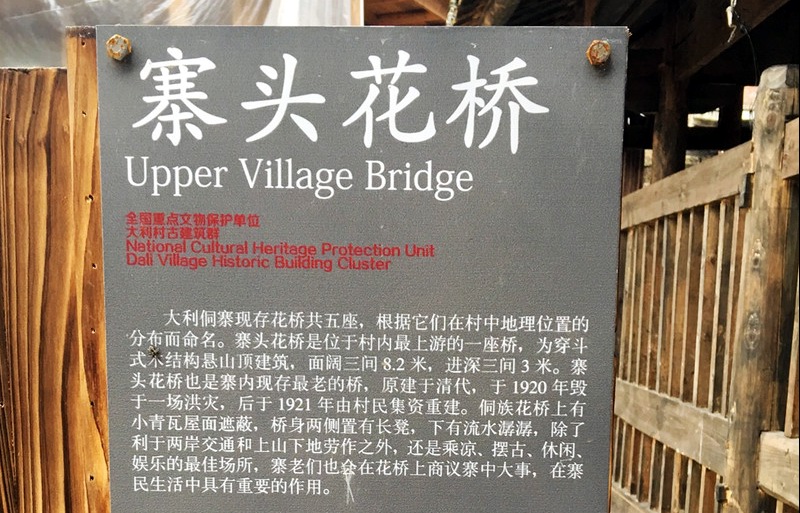 寨头花桥
Upper Village Bridge
全国重点文物保护单位
大利村古建筑群
National Cultural Heritage Protection Unit
Dali Village Historic Building Cluster
大利侗寨现存花桥共五座，根据它们在村中地理位置的
分布而命名。寨头花桥是位于村内最上游的一座桥，为穿斗
式木结构悬山顶建筑，面阔三间 8.2 米，进深三间 3 米。寨
头花桥也是寨内现存最老的桥，原建于清代，于 1920 年毁
于一场洪灾，后于 1921 年由村民集资重建。侗族花桥上有
小青瓦屋面遮蔽，桥身两侧置有长凳，下有流水潺潺，除了
利于两岸交通和上山下地劳作之外，还是乘凉、摆古、休闲、
娱乐的最佳场所，寨老们也会在花桥上商议寨中大事，在寨
民生活中具有重要的作用。